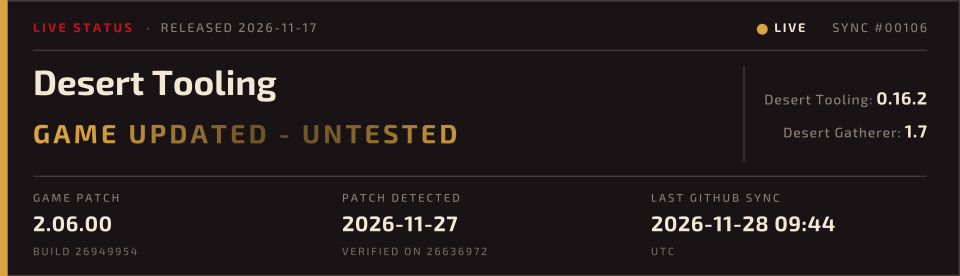 LIVE STATUS · RELEASED 2026-11-17
LIVE SYNC #00106
Desert Tooling
GAME UPDATED - UNTESTED
Desert Tooling: 0.16.2
Desert Gatherer: 1.7
GAME PATCH
2.06.00
BUILD 26949954
PATCH DETECTED
2026-11-27
VERIFIED ON 26636972
LAST GITHUB SYNC
2026-11-28 09:44
UTC